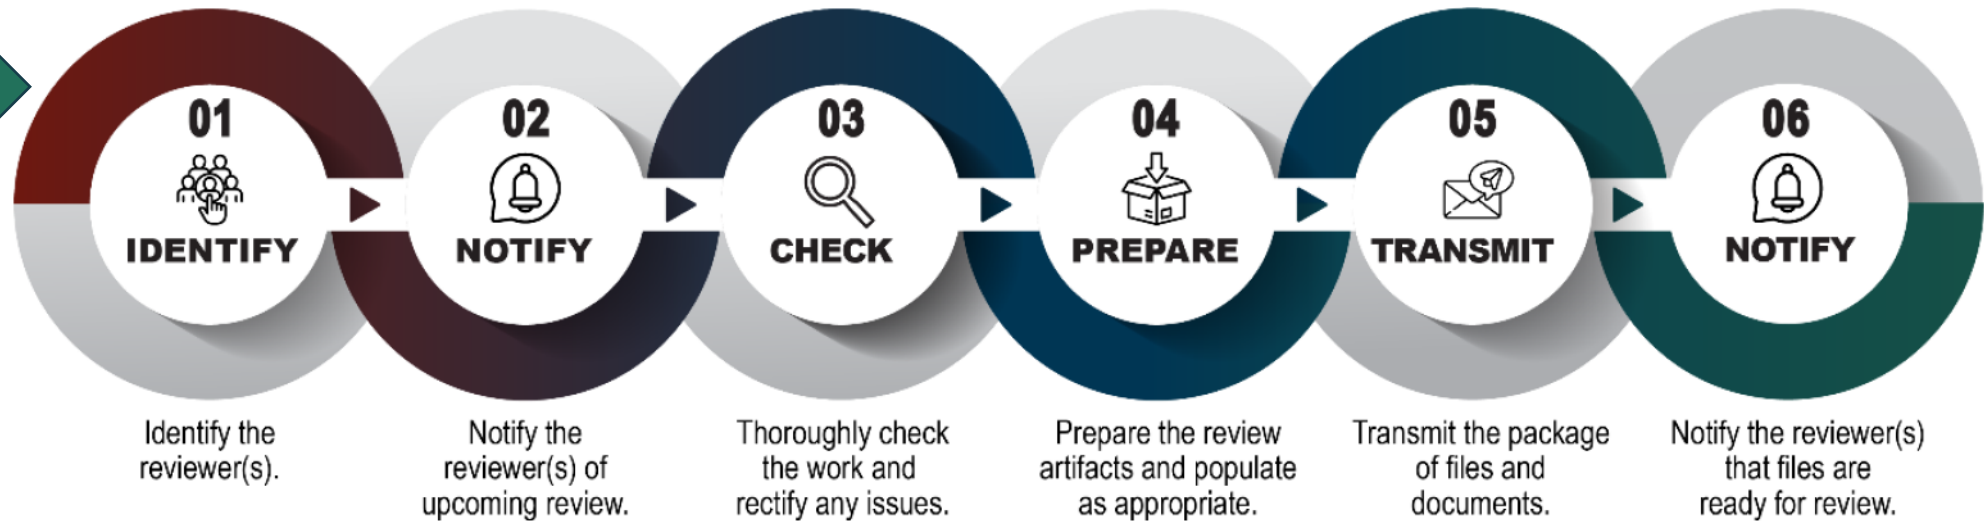 01
IDENTIFY
Identify the
reviewer(s).
02
NOTIFY
Notify the
reviewer(s) of
upcoming review.
03
CHECK
Thoroughly check
the work and
rectify any issues.
04
PREPARE
Prepare the review
artifacts and populate
as appropriate.
05
TRANSMIT
Transmit the package
of files and
documents.
06
NOTIFY
Notify the reviewer(s)
that files are
ready for review.